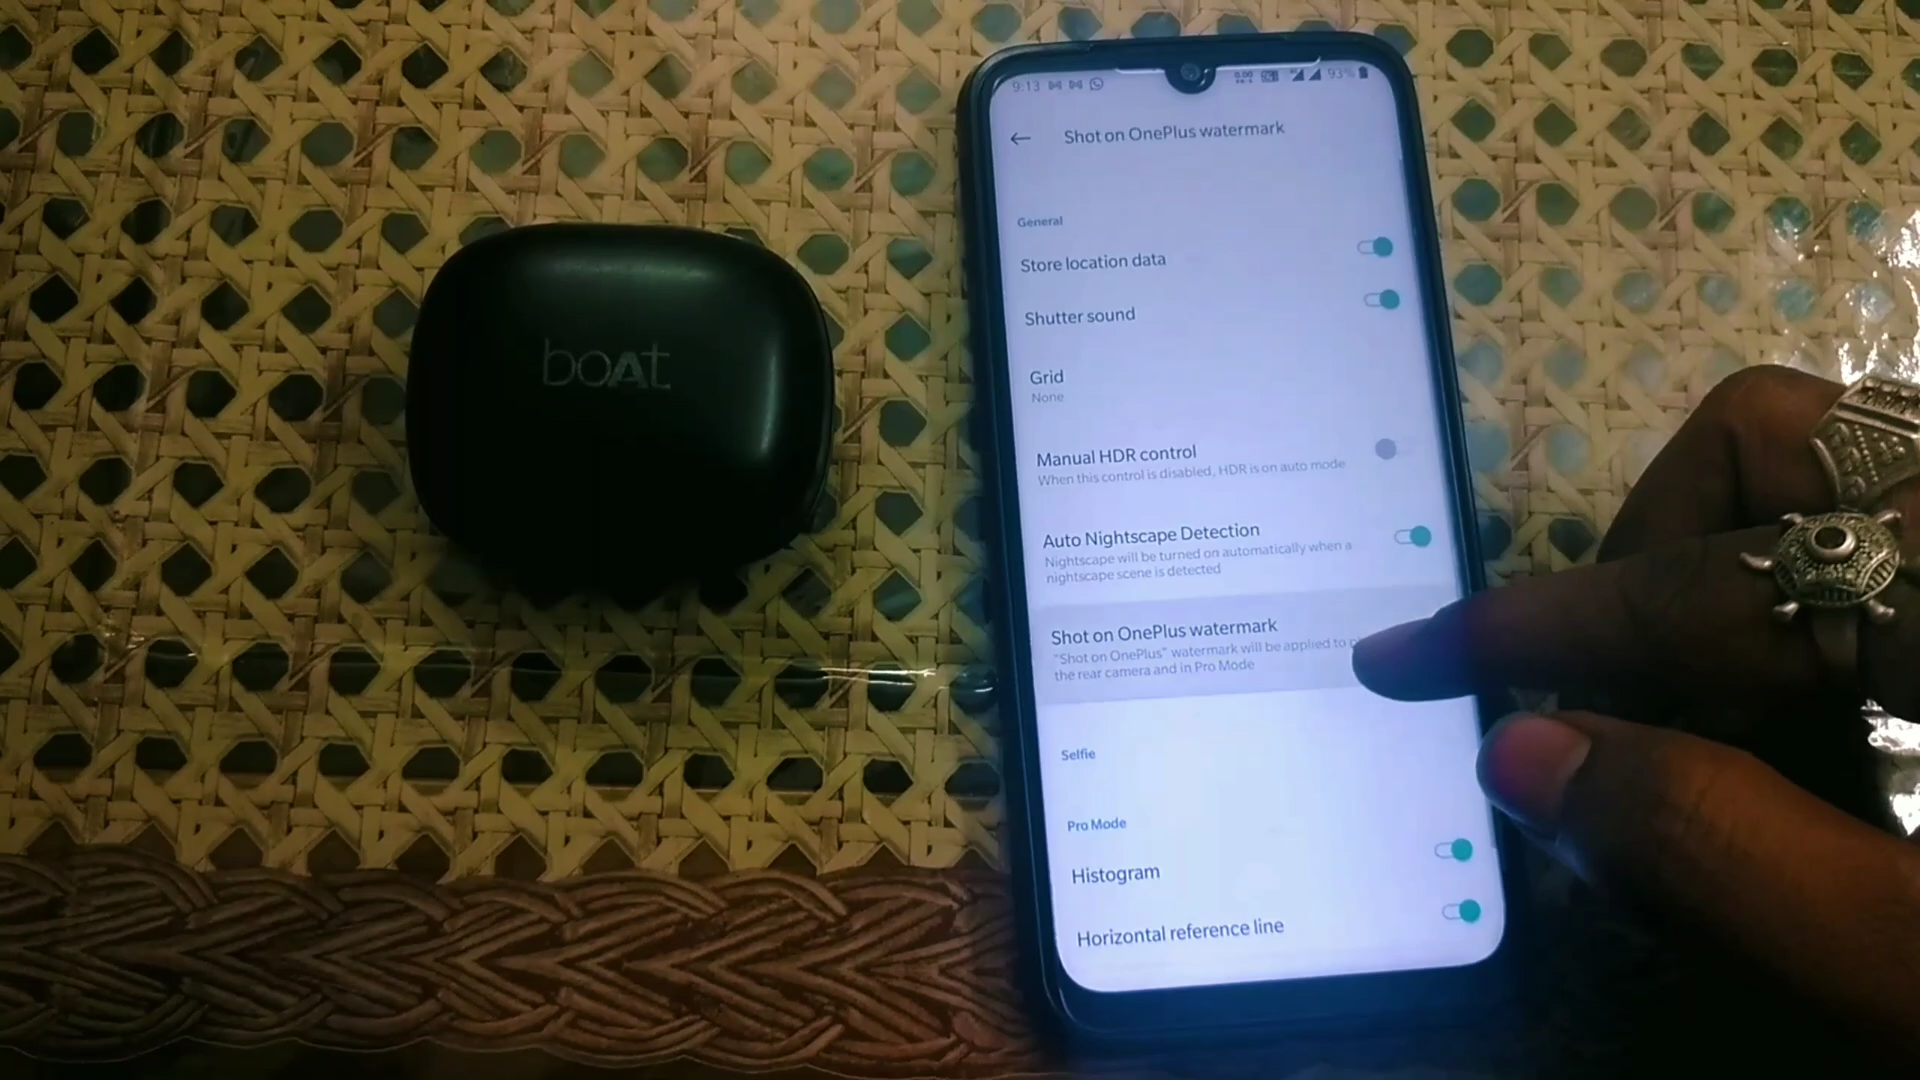 boAt
9:13 93%
Shot on OnePlus watermark
General
Store location data
Shutter sound
Grid
None
Manual HDR control
When this control is disabled, HDR is on auto mode
Auto Nightscape Detection
Nightscape will be turned on automatically when a
nightscape scene is detected
Shot on OnePlus watermark
"Shot on OnePlus" watermark will be applied to
the rear camera and in Pro Mode
Selfie
Pro Mode
Histogram
Horizontal reference line